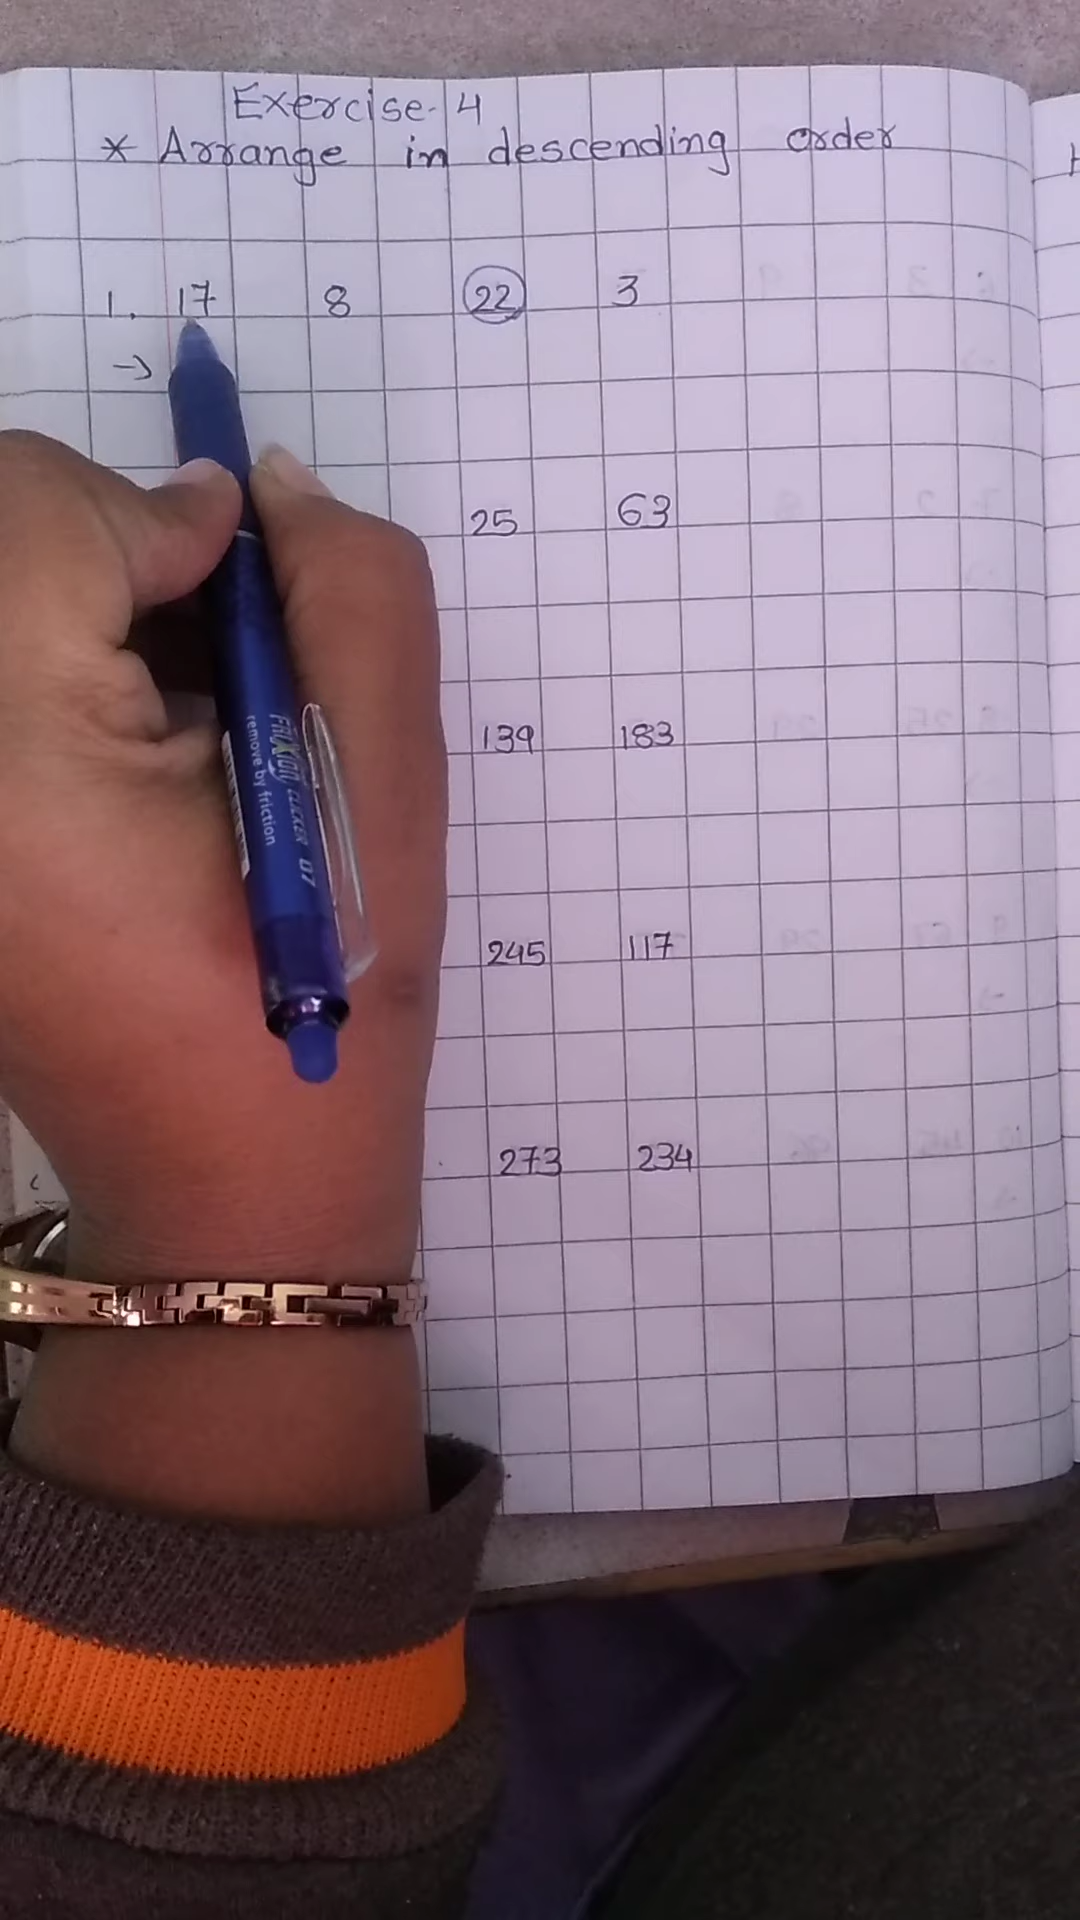 Exercise-4
* Arrange in descending order
1. 17 8 22 3
→
25 63
139 183
245 117
273 234
FRIXION CLICKER 07
remove by friction